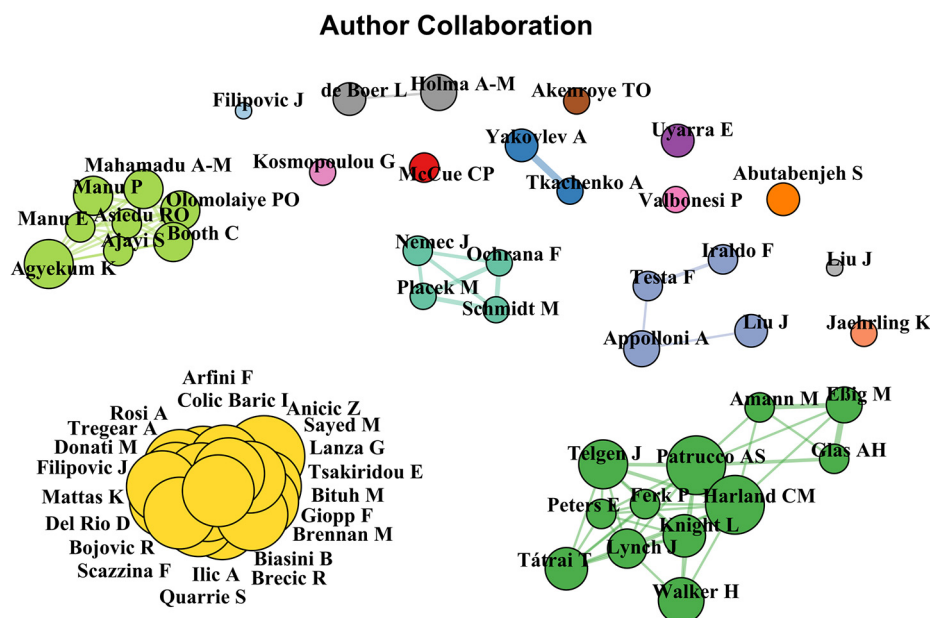 Author Collaboration
Filipovic J
de Boer L
Holma A-M
Akenroye TO
Yakovlev A
Uyarra E
Mahamadu A-M
Kosmopoulou G
McCue CP
Tkachenko A
Abutabenjeh S
Manu P
Olomolaiye PO
Valbonesi P
Manu E
Asiedu RO
Ajayi S
Booth C
Agyekum K
Nemec J
Ochrana F
Iraldo F
Liu J
Testa F
Placek M
Schmidt M
Appolloni A
Liu J
Jaehrling K
Arfini F
Colic Baric I
Anicic Z
Rosi A
Sayed M
Tregear A
Donati M
Lanza G
Filipovic J
Tsakiridou E
Mattas K
Bituh M
Del Rio D
Giopp F
Brennan M
Bojovic R
Biasini B
Scazzina F
Ilic A
Brecic R
Quarrie S
Amann M
Eßig M
Telgen J
Patrucco AS
Glas AH
Peters E
Ferk P
Harland CM
Knight L
Lynch J
Tátrai T
Walker H